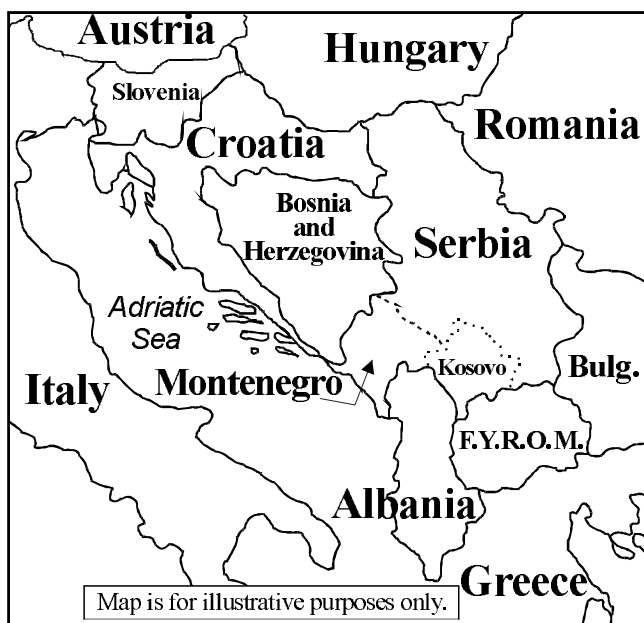 Austria
Hungary
Slovenia
Romania
Croatia
Bosnia
and
Herzegovina
Serbia
Adriatic
Sea
Kosovo
Bulg.
Italy
Montenegro
F.Y.R.O.M.
Albania
Greece
Map is for illustrative purposes only.